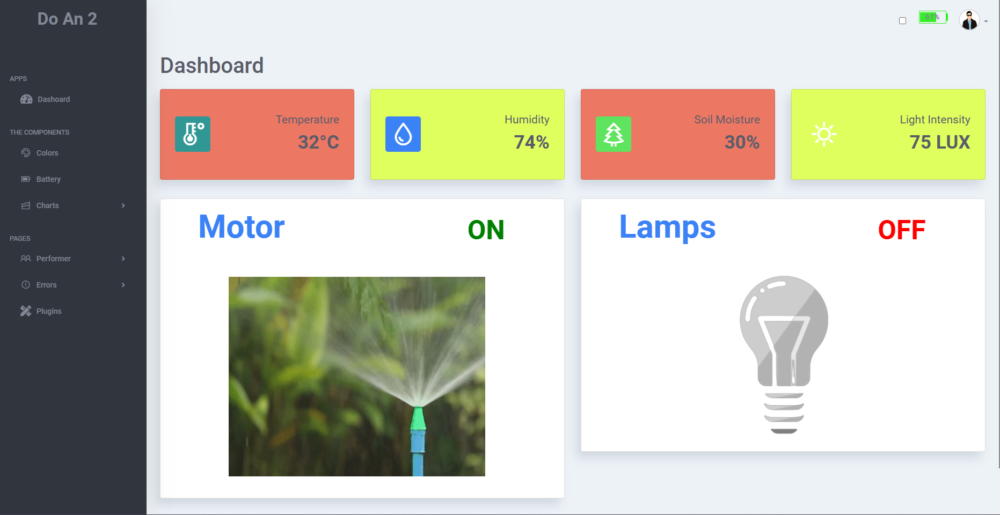 Do An 2
61%
APPS
Dashoard
THE COMPONENTS
Colors
Battery
Charts
PAGES
Performer
Errors
Plugins
Dashboard
Temperature
32°C
Humidity
74%
Soil Moisture
30%
Light Intensity
75 LUX
Motor
ON
Lamps
OFF